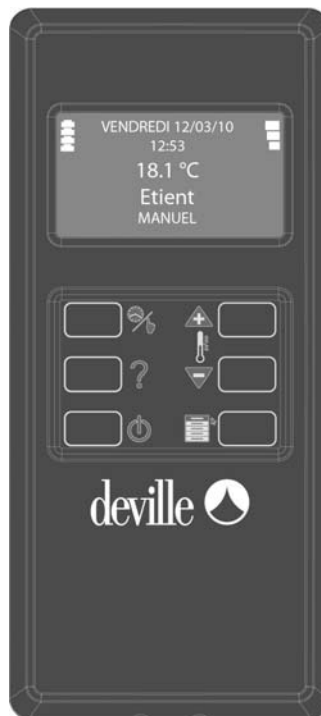 VENDREDI 12/03/10
12:53
18.1 °C
Etient
MANUEL
deville